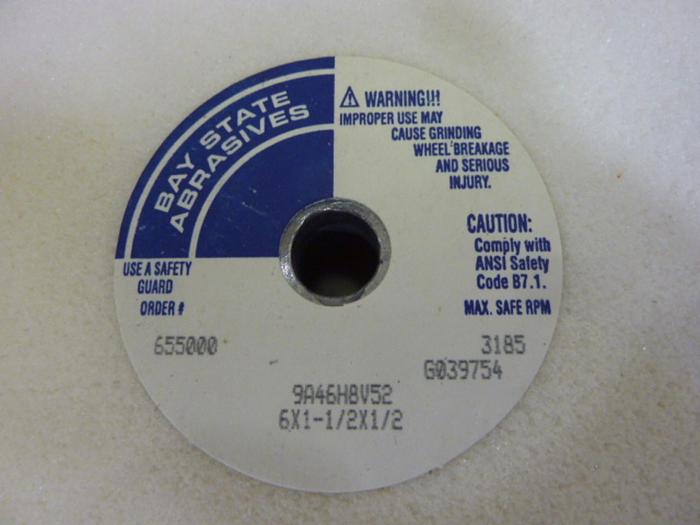 BAY STATE
ABRASIVES
⚠ WARNING!!!
IMPROPER USE MAY
CAUSE GRINDING
WHEEL BREAKAGE
AND SERIOUS
INJURY.
CAUTION:
Comply with
ANSI Safety
Code B7.1.
MAX. SAFE RPM
3185
G039754
USE A SAFETY
GUARD
ORDER #
655000
9A46H8V52
6X1-1/2X1/2